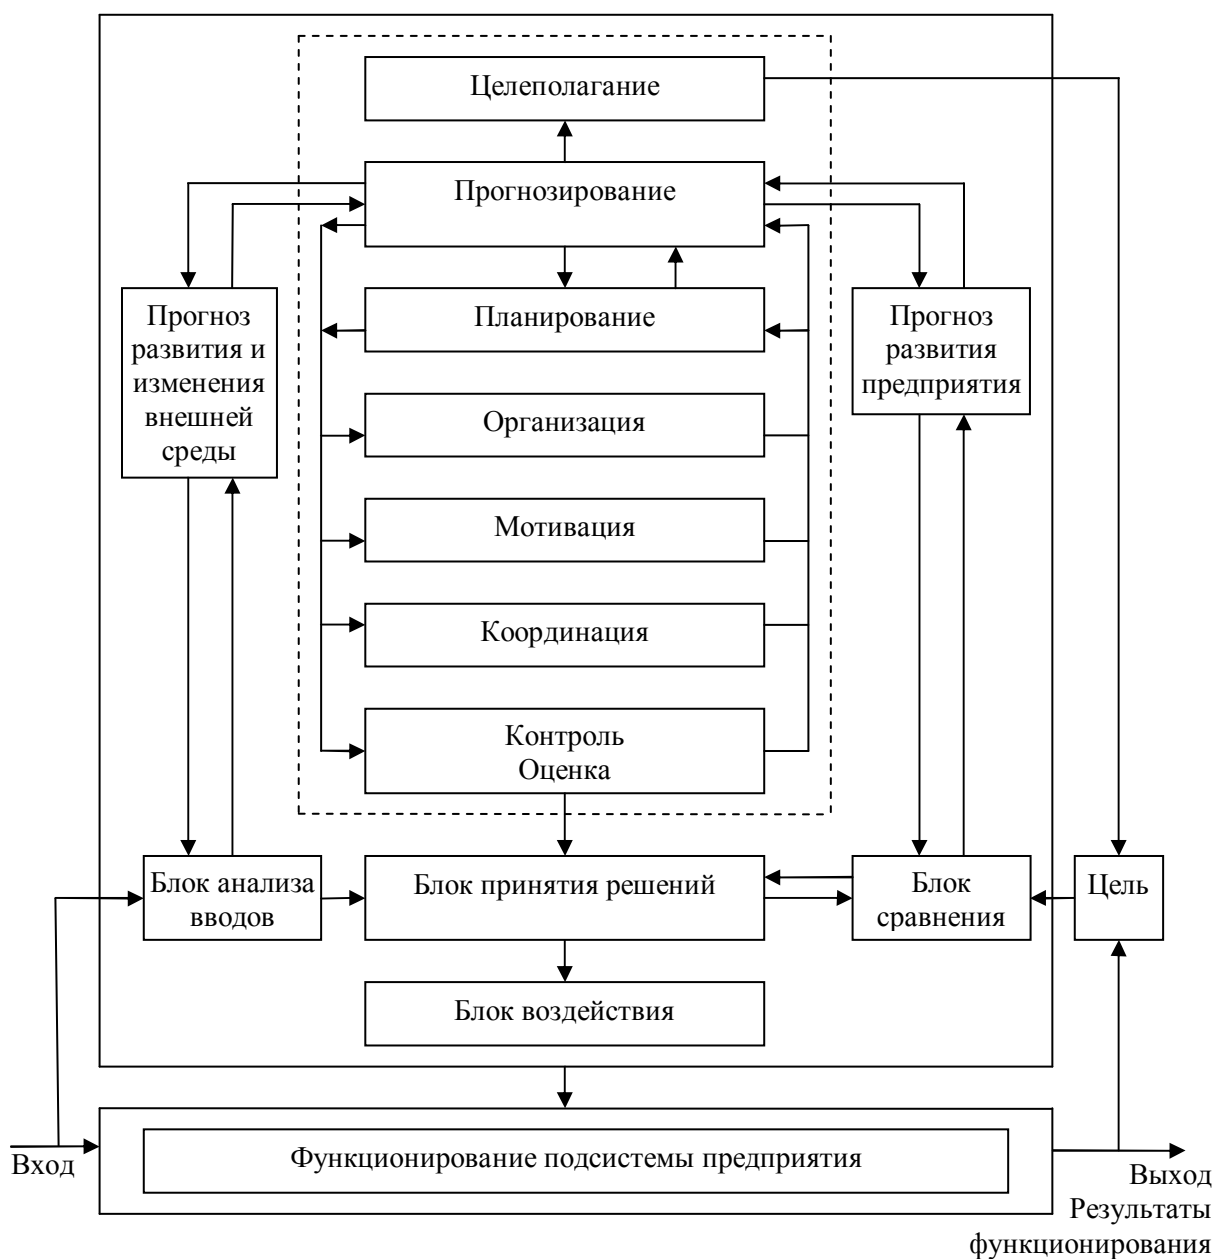 Целеполагание
Прогнозирование
Прогноз
развития и
изменения
внешней
среды
Планирование
Прогноз
развития
предприятия
Организация
Мотивация
Координация
Контроль
Оценка
Блок анализа
вводов
Блок принятия решений
Блок
сравнения
Цель
Блок воздействия
Вход
Функционирование подсистемы предприятия
Выход
Результаты
функционирования